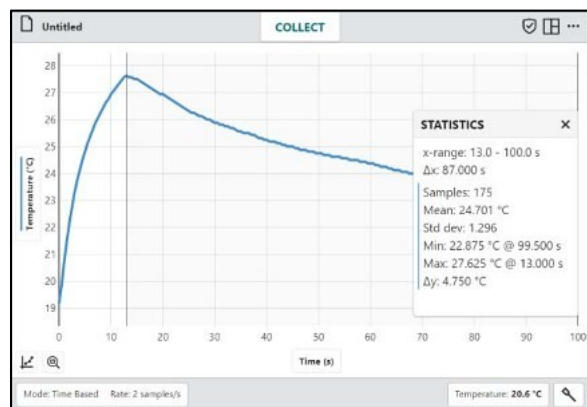 Untitled
COLLECT
28
27
26
25
24
23
22
21
20
19
Temperature (°C)
STATISTICS
x-range: 13.0 - 100.0 s
Δx: 87.000 s
Samples: 175
Mean: 24.701 °C
Std dev: 1.296
Min: 22.875 °C @ 99.500 s
Max: 27.625 °C @ 13.000 s
Δy: 4.750 °C
0 10 20 30 40 50 60 70 80 90 100
Time (s)
Mode: Time Based Rate: 2 samples/s
Temperature: 20.6 °C